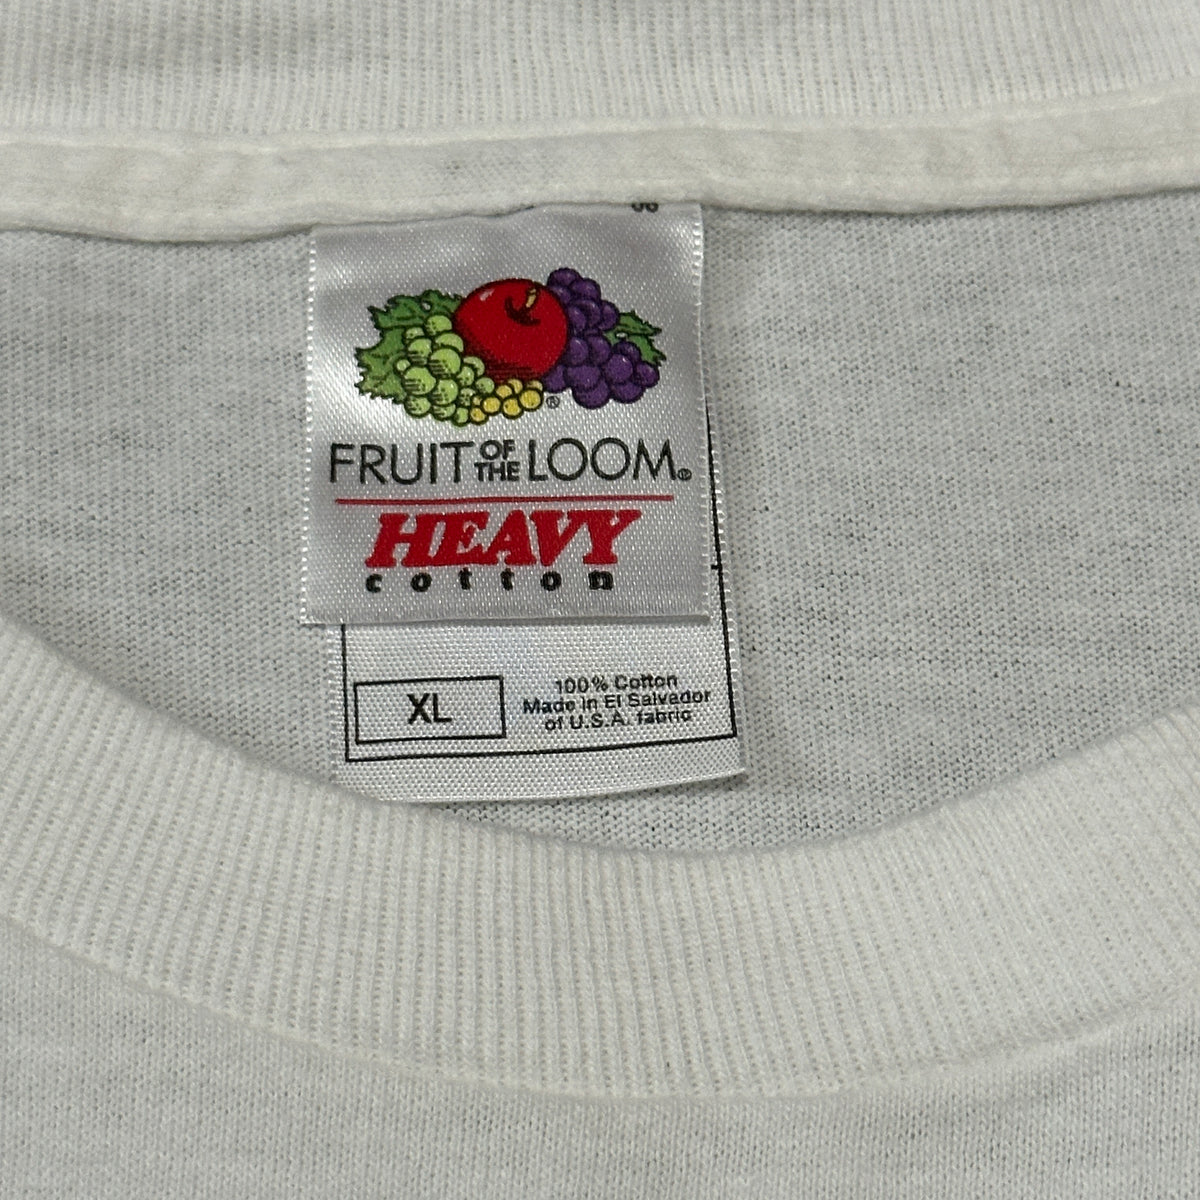 ®
FRUIT OF THE LOOM®
HEAVY
cotton
XL
100% Cotton
Made in El Salvador
of U.S.A. fabric